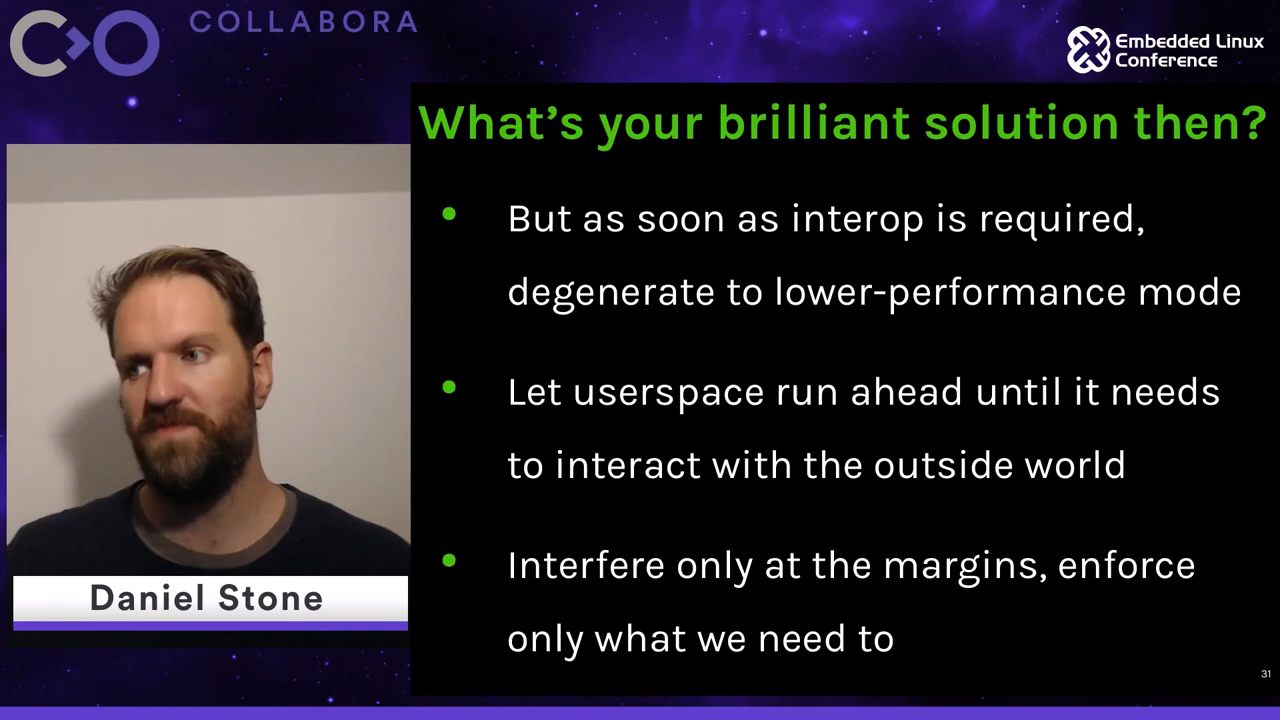 COLLABORA
Embedded Linux
Conference
What's your brilliant solution then?
• But as soon as interop is required,
degenerate to lower-performance mode
• Let userspace run ahead until it needs
to interact with the outside world
• Interfere only at the margins, enforce
only what we need to
Daniel Stone
31